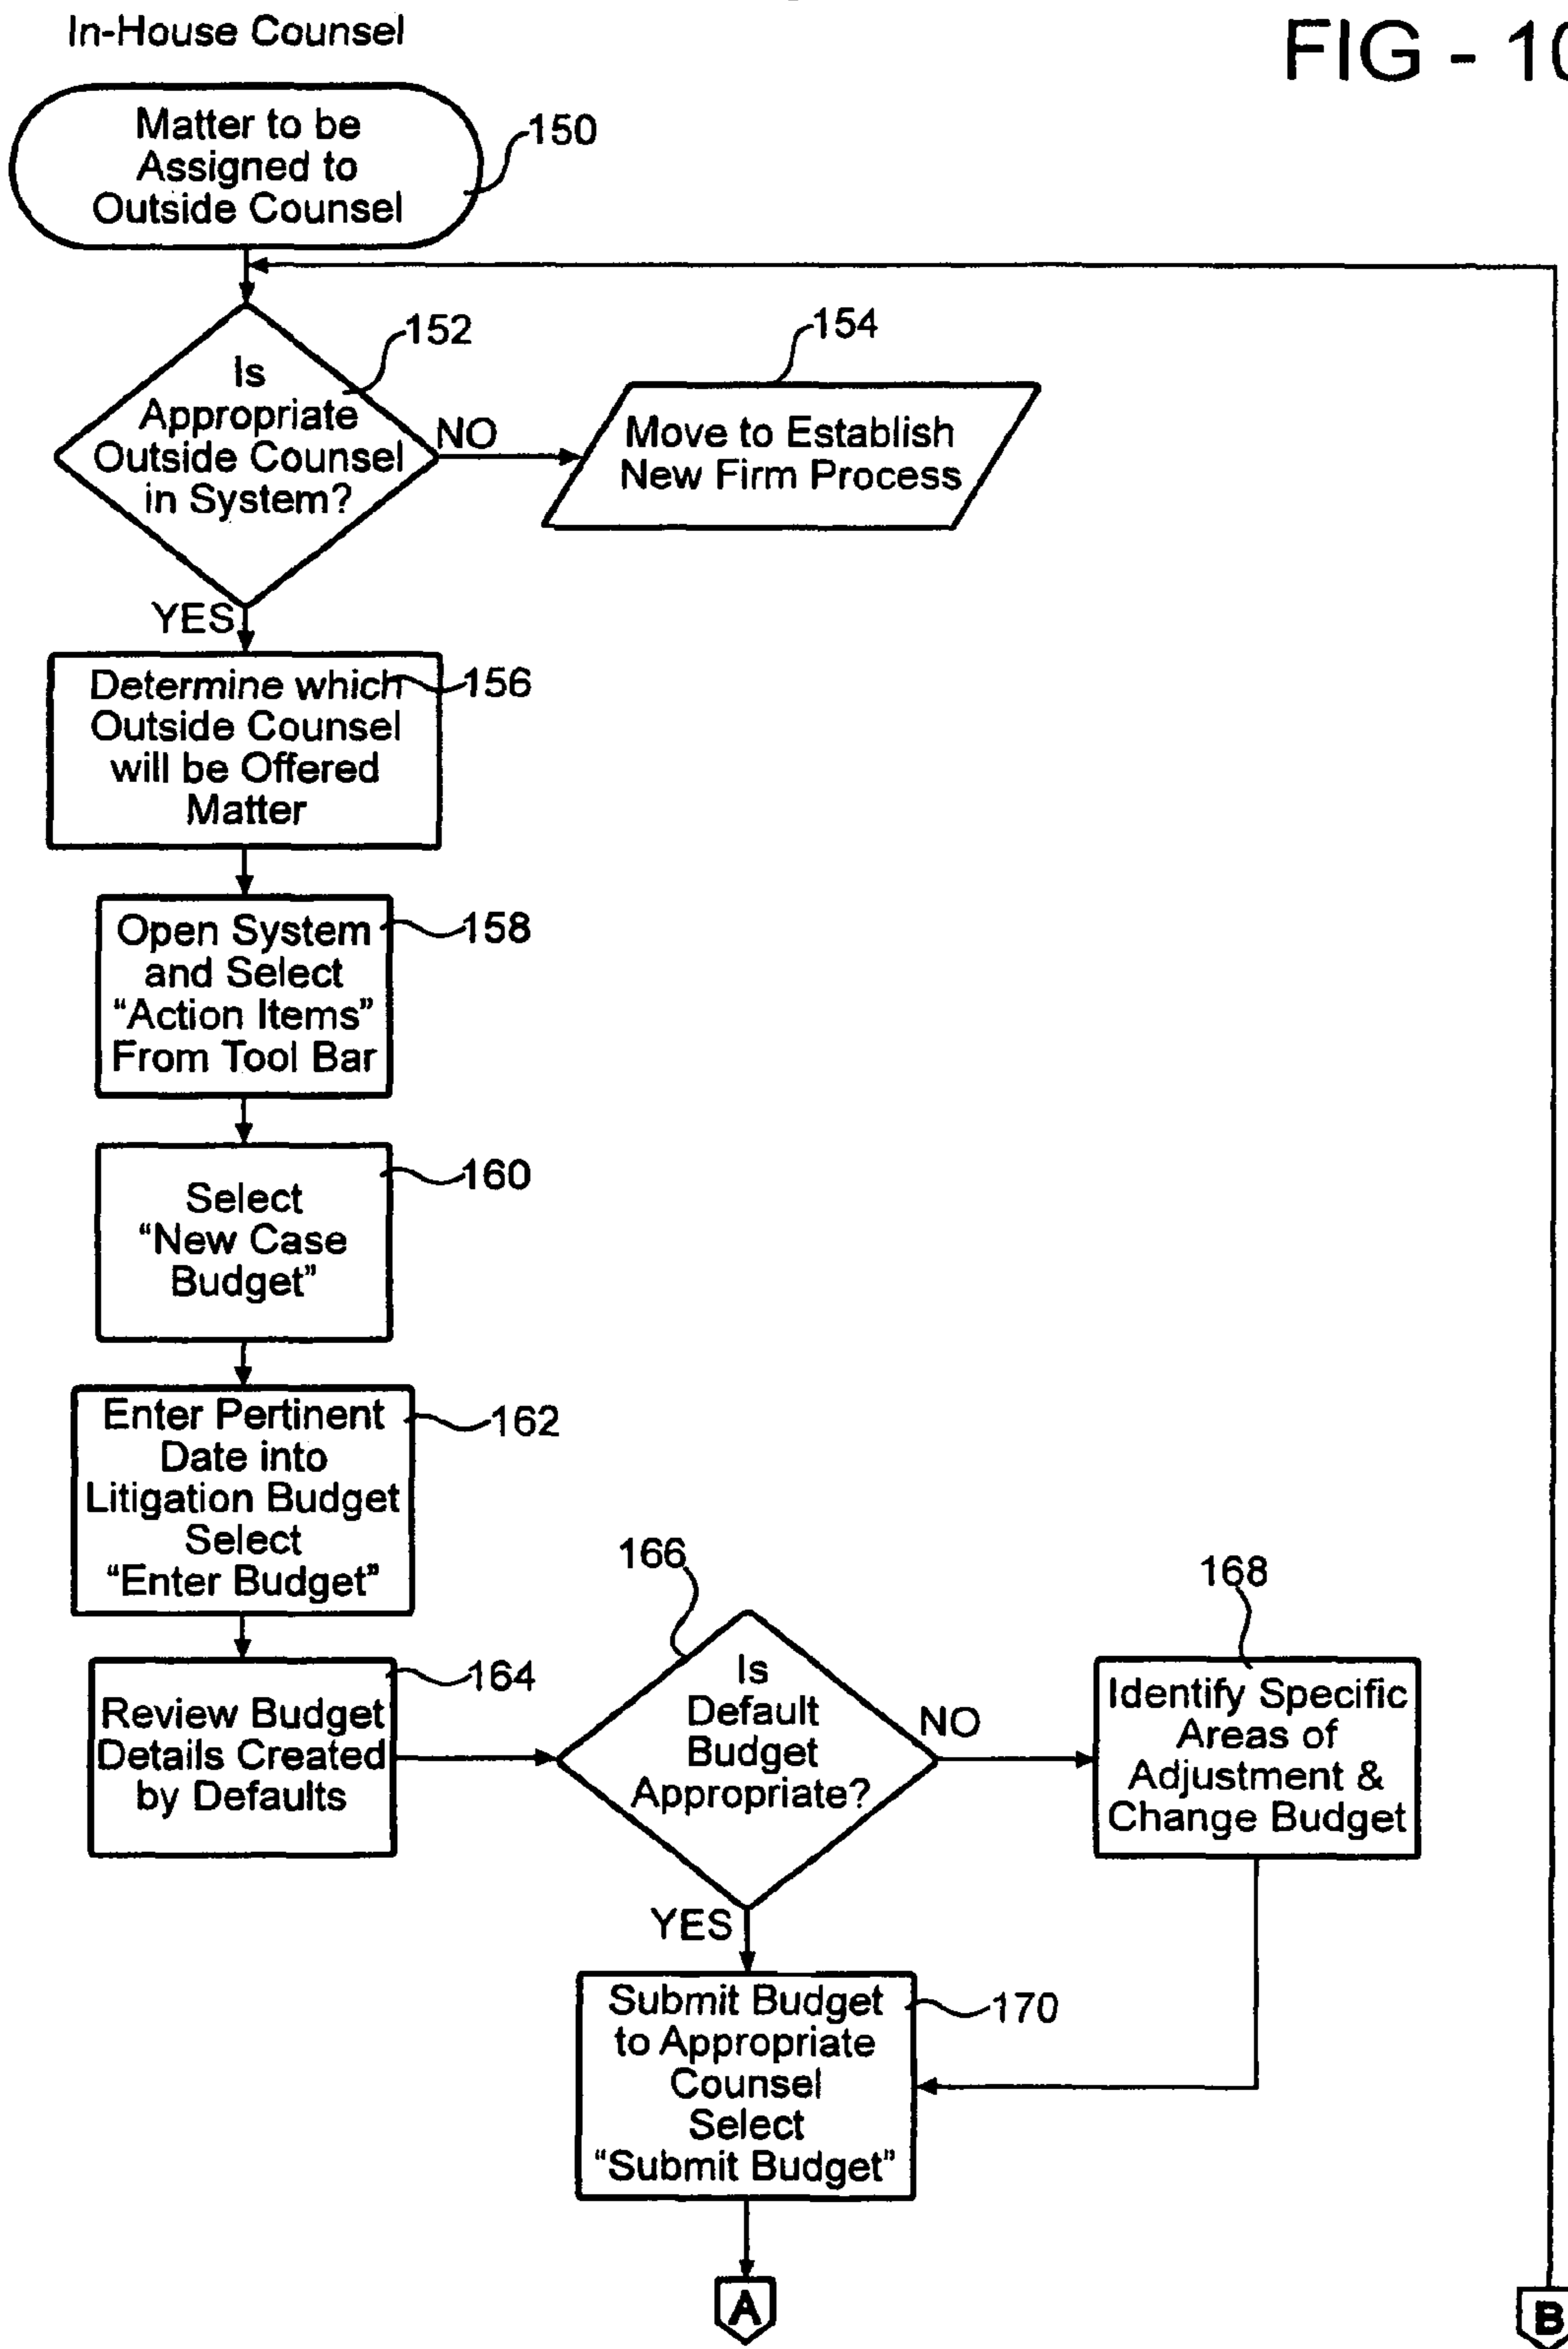 In-House Counsel
FIG - 10
Matter to be
Assigned to
Outside Counsel
150
152
Is
Appropriate
Outside Counsel
in System?
NO
154
Move to Establish
New Firm Process
YES
Determine which
Outside Counsel
will be Offered
Matter
156
Open System
and Select
“Action Items”
From Tool Bar
158
Select
“New Case
Budget”
160
Enter Pertinent
Date into
Litigation Budget
Select
“Enter Budget”
162
Review Budget
Details Created
by Defaults
164
166
Is
Default
Budget
Appropriate?
NO
168
Identify Specific
Areas of
Adjustment &
Change Budget
YES
Submit Budget
to Appropriate
Counsel
Select
“Submit Budget”
170
A
B